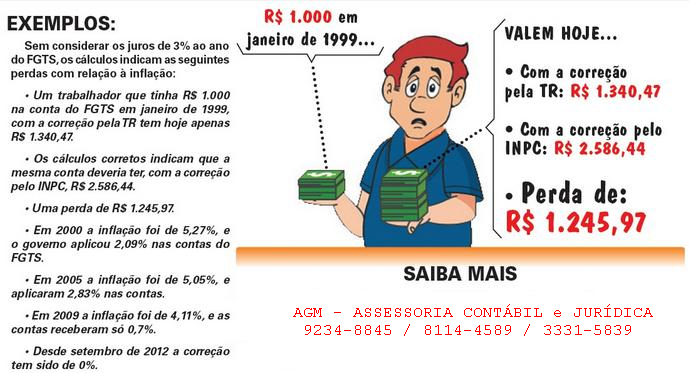 EXEMPLOS:
Sem considerar os juros de 3% ao ano
do FGTS, os cálculos indicam as seguintes
perdas com relação à inflação:
• Um trabalhador que tinha R$ 1.000
na conta do FGTS em janeiro de 1999,
com a correção pela TR tem hoje apenas
R$ 1.340,47.
• Os cálculos corretos indicam que a
mesma conta deveria ter, com a correção
pelo INPC, R$ 2.586,44.
• Uma perda de R$ 1.245,97.
• Em 2000 a inflação foi de 5,27%, e
o governo aplicou 2,09% nas contas do
FGTS.
• Em 2005 a inflação foi de 5,05%, e
aplicaram 2,83% nas contas.
• Em 2009 a inflação foi de 4,11%, e as
contas receberam só 0,7%.
• Desde setembro de 2012 a correção
tem sido de 0%.
R$ 1.000 em
janeiro de 1999...
VALEM HOJE...
• Com a correção
pela TR: R$ 1.340,47
• Com a correção pelo
INPC: R$ 2.586,44
• Perda de:
R$ 1.245,97
SAIBA MAIS
AGM - ASSESSORIA CONTÁBIL e JURÍDICA
9234-8845 / 8114-4589 / 3331-5839